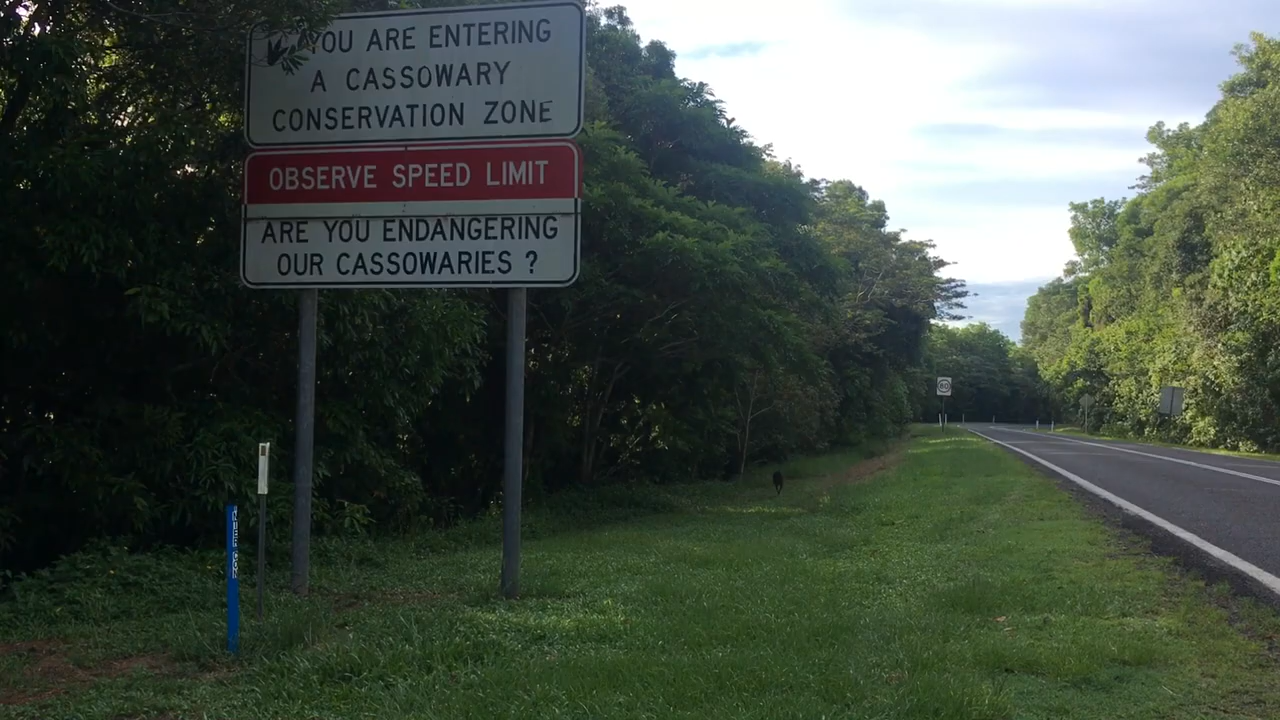 YOU ARE ENTERING
A CASSOWARY
CONSERVATION ZONE
OBSERVE SPEED LIMIT
ARE YOU ENDANGERING
OUR CASSOWARIES ?
80